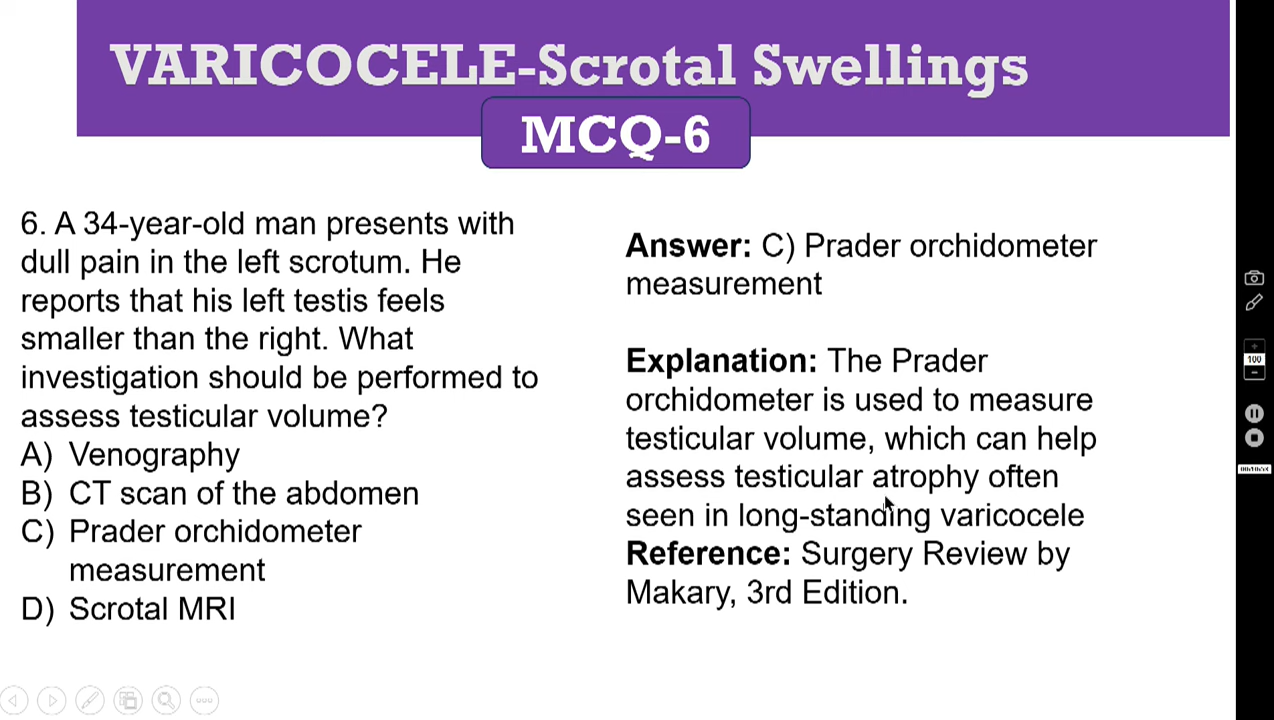 VARICOCELE-Scrotal Swellings
MCQ-6
6. A 34-year-old man presents with
dull pain in the left scrotum. He
reports that his left testis feels
smaller than the right. What
investigation should be performed to
assess testicular volume?
A) Venography
B) CT scan of the abdomen
C) Prader orchidometer
measurement
D) Scrotal MRI
Answer: C) Prader orchidometer
measurement
Explanation: The Prader
orchidometer is used to measure
testicular volume, which can help
assess testicular atrophy often
seen in long-standing varicocele
Reference: Surgery Review by
Makary, 3rd Edition.
100